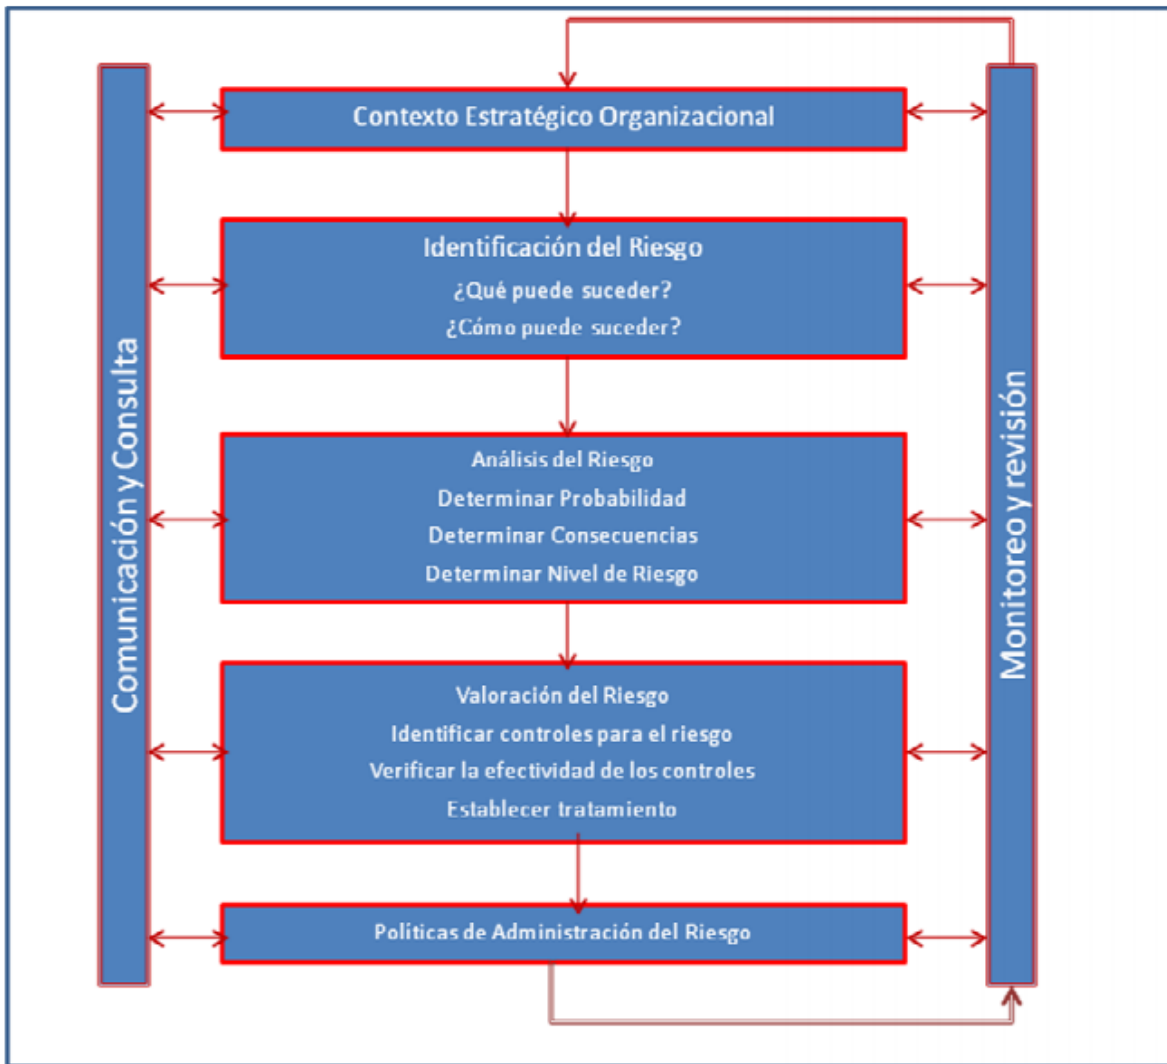 Contexto Estratégico Organizacional
Identificación del Riesgo
¿Qué puede suceder?
¿Cómo puede suceder?
Análisis del Riesgo
Determinar Probabilidad
Determinar Consecuencias
Determinar Nivel de Riesgo
Valoración del Riesgo
Identificar controles para el riesgo
Verificar la efectividad de los controles
Establecer tratamiento
Políticas de Administración del Riesgo
Comunicación y Consulta
Monitoreo y revisión